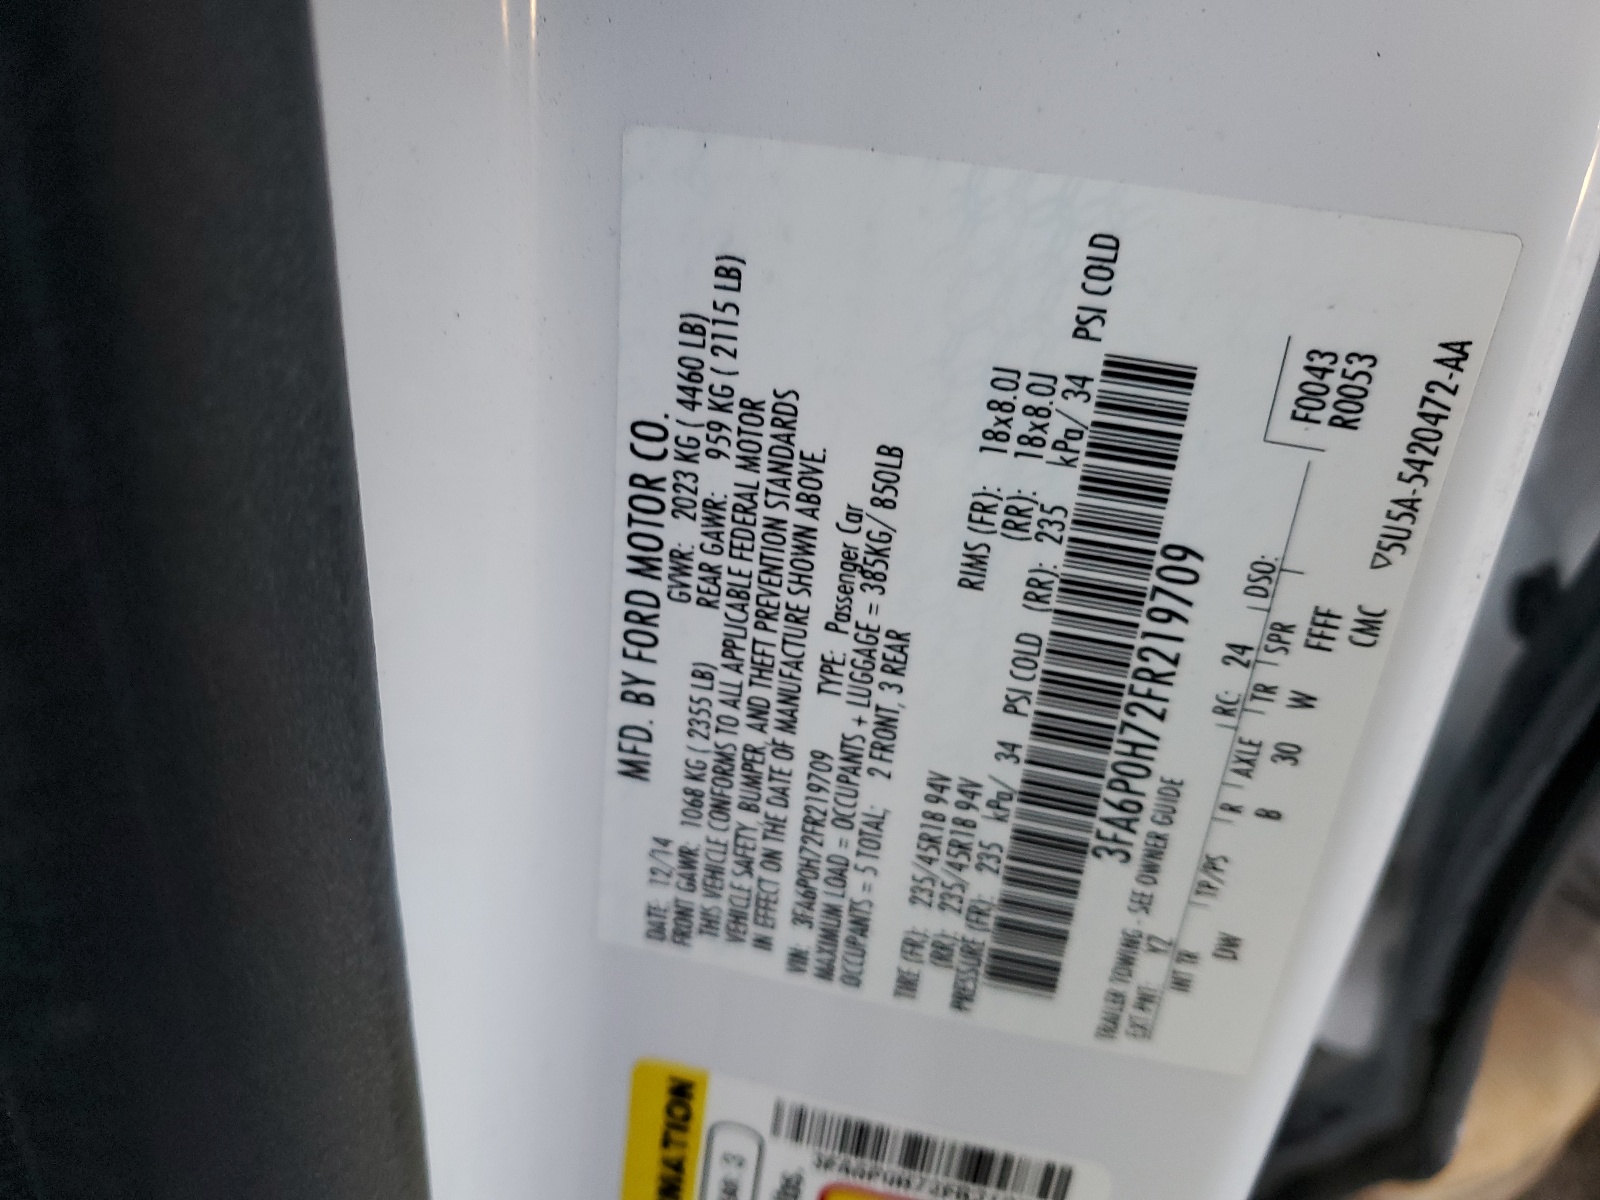 MFD. BY FORD MOTOR CO.
DATE: 12/14 GVWR: 2023 KG ( 4460 LB)
FRONT GAWR: 1068 KG ( 2355 LB) REAR GAWR: 959 KG ( 2115 LB)
THIS VEHICLE CONFORMS TO ALL APPLICABLE FEDERAL MOTOR
VEHICLE SAFETY, BUMPER, AND THEFT PREVENTION STANDARDS
IN EFFECT ON THE DATE OF MANUFACTURE SHOWN ABOVE.
VIN: 3FA6P0H72FR219709 TYPE: Passenger Car
MAXIMUM LOAD = OCCUPANTS + LUGGAGE = 385KG/ 850LB
OCCUPANTS = 5 TOTAL; 2 FRONT, 3 REAR
TIRE (FR): 235/45R18 94V RIMS (FR): 18x8.0J
(RR): 235/45R18 94V (RR): 18x8.0J
PRESSURE (FR): 235 kPa/ 34 PSI COLD (RR): 235 kPa/ 34 PSI COLD
3FA6P0H72FR219709
TRAILER TOWING - SEE OWNER GUIDE
EXT PNT: YZ RC: 24 DSO:
INT TR TP/PS R AXLE TR SPR
DW B 30 W FFFF
F0043
R0053
CMC
▽5U5A-5420472-AA
MATION
lbs.